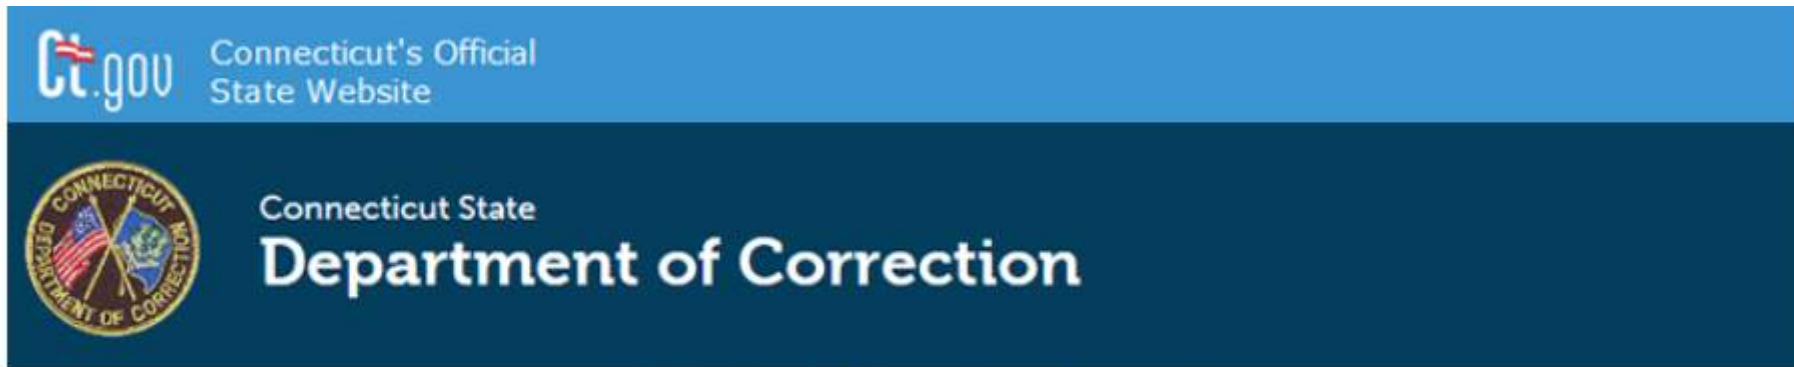 Ct.gov
Connecticut's Official
State Website
CONNECTICUT
DEPARTMENT OF CORRECTION
Connecticut State
Department of Correction